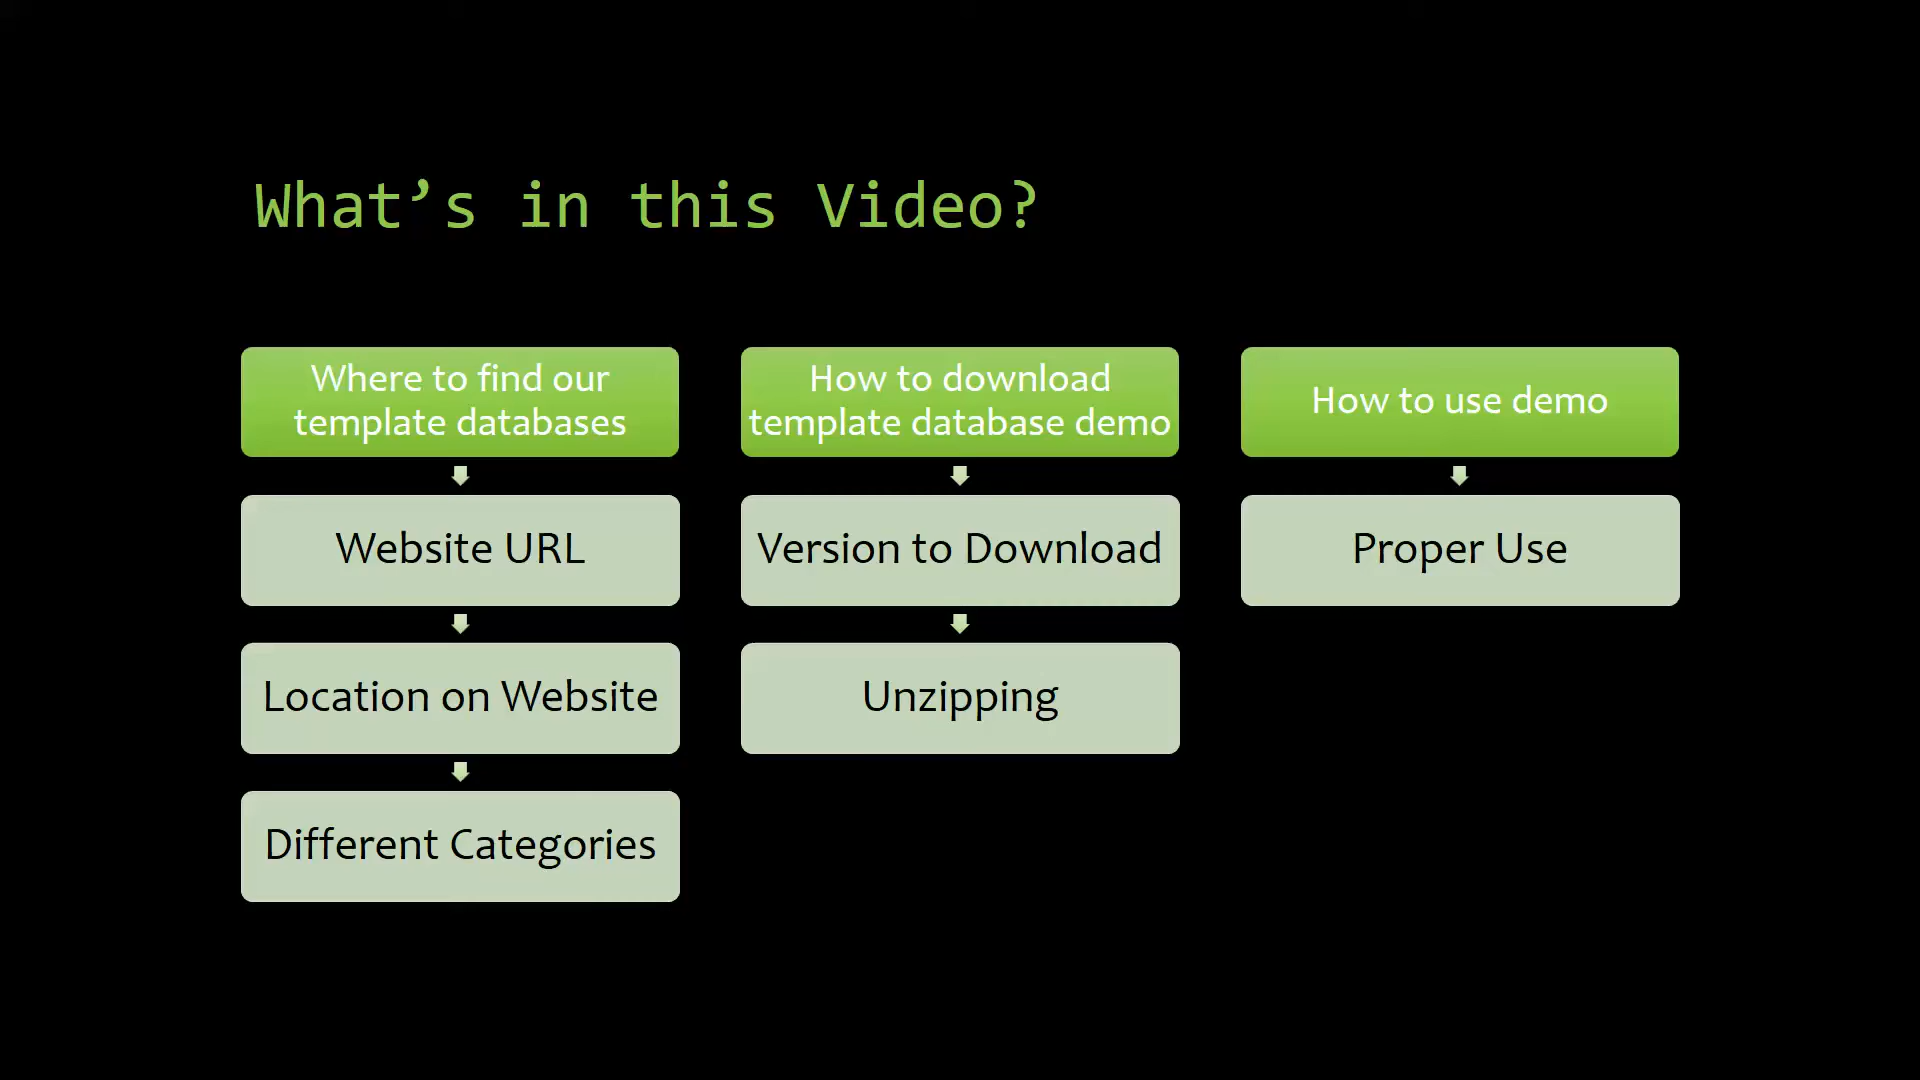 What’s in this Video?
Where to find our
template databases
Website URL
Location on Website
Different Categories
How to download
template database demo
Version to Download
Unzipping
How to use demo
Proper Use